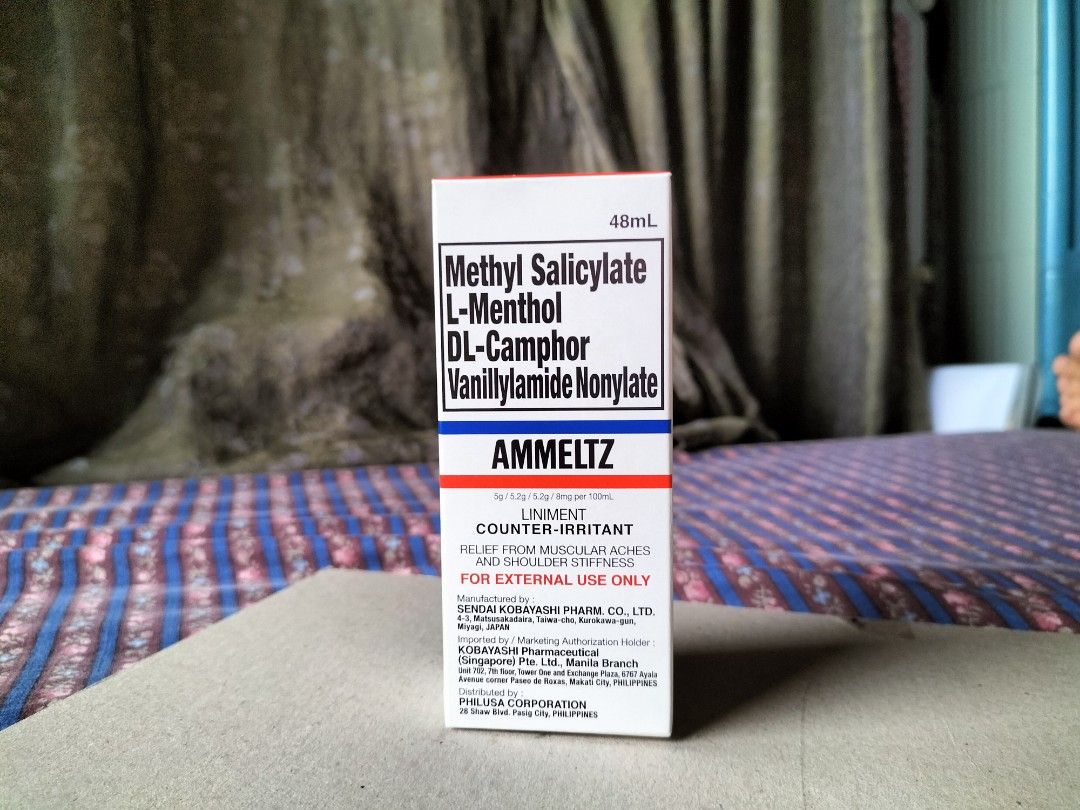 48mL
Methyl Salicylate
L-Menthol
DL-Camphor
Vanillylamide Nonylate
AMMELTZ
5g / 5.2g / 5.2g / 8mg per 100mL
LINIMENT
COUNTER-IRRITANT
RELIEF FROM MUSCULAR ACHES
AND SHOULDER STIFFNESS
FOR EXTERNAL USE ONLY
Manufactured by :
SENDAI KOBAYASHI PHARM. CO., LTD.
4-3, Matsusakadaira, Taiwa-cho, Kurokawa-gun,
Miyagi, JAPAN
Imported by / Marketing Authorization Holder :
KOBAYASHI Pharmaceutical
(Singapore) Pte. Ltd., Manila Branch
Unit 702, 7th floor, Tower One and Exchange Plaza, 6767 Ayala
Avenue corner Paseo de Roxas, Makati City, PHILIPPINES
Distributed by :
PHILUSA CORPORATION
28 Shaw Blvd. Pasig City, PHILIPPINES